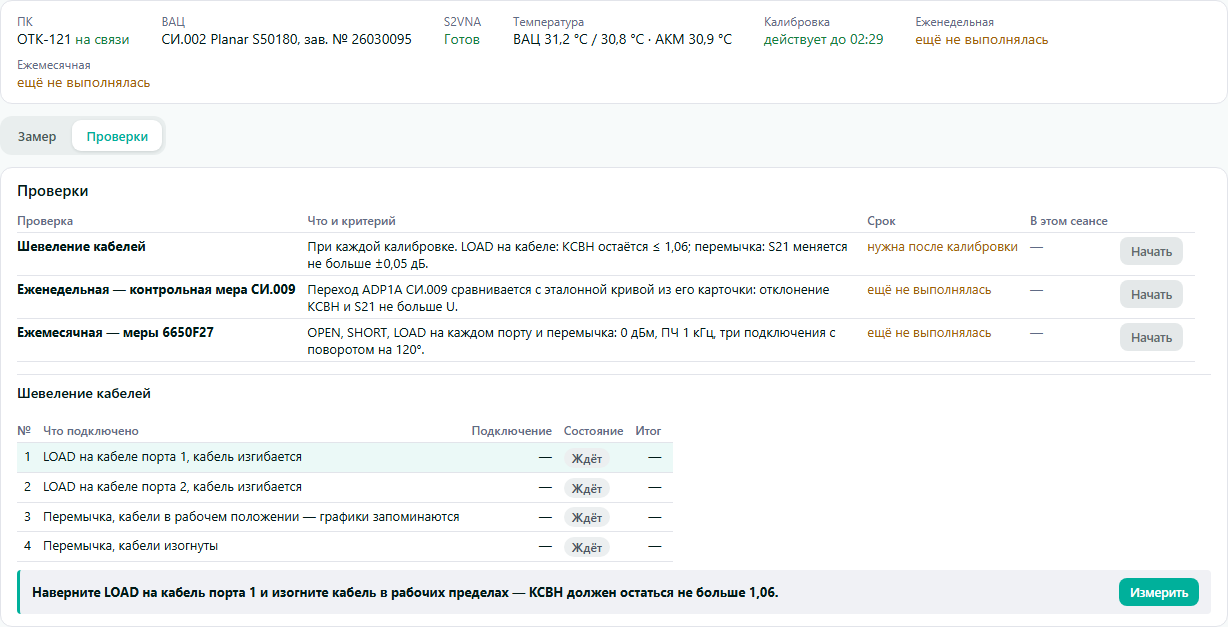 ПК
ВАЦ
S2VNA
Температура
Калибровка
Еженедельная
ОТК-121 на связи
СИ.002 Planar S50180, зав. № 26030095
Готов
ВАЦ 31,2 °C / 30,8 °C · АКМ 30,9 °C
действует до 02:29
ещё не выполнялась
Ежемесячная
ещё не выполнялась
Замер
Проверки
Проверки
Проверка
Что и критерий
Срок
В этом сеансе
Шевеление кабелей
При каждой калибровке. LOAD на кабеле: КСВН остаётся ≤ 1,06; перемычка: S21 меняется
не больше ±0,05 дБ.
нужна после калибровки
—
Начать
Еженедельная — контрольная мера СИ.009
Переход ADP1A СИ.009 сравнивается с эталонной кривой из его карточки: отклонение
КСВН и S21 не больше U.
ещё не выполнялась
—
Начать
Ежемесячная — меры 6650F27
OPEN, SHORT, LOAD на каждом порту и перемычка: 0 дБм, ПЧ 1 кГц, три подключения с
поворотом на 120°.
ещё не выполнялась
—
Начать
Шевеление кабелей
№ Что подключено Подключение Состояние Итог
1 LOAD на кабеле порта 1, кабель изгибается — Ждёт —
2 LOAD на кабеле порта 2, кабель изгибается — Ждёт —
3 Перемычка, кабели в рабочем положении — графики запоминаются — Ждёт —
4 Перемычка, кабели изогнуты — Ждёт —
Наверните LOAD на кабель порта 1 и изогните кабель в рабочих пределах — КСВН должен остаться не больше 1,06.
Измерить